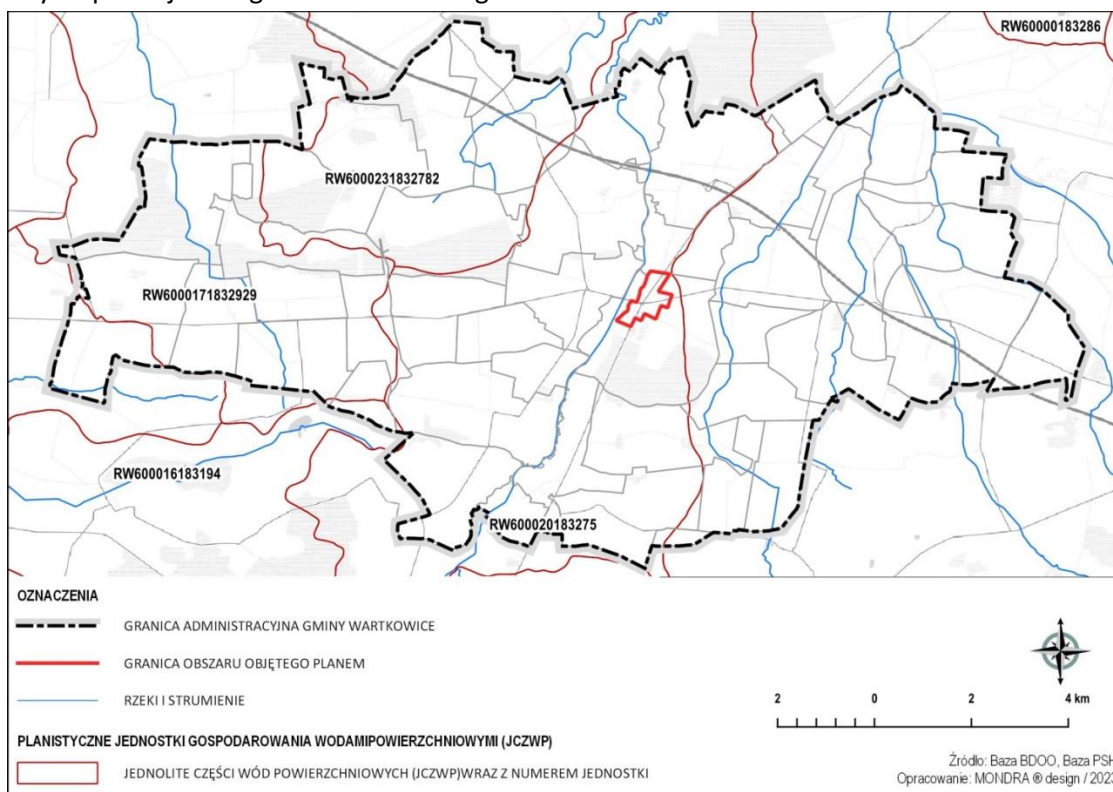 RW60000183286
RW6000231832782
RW6000171832929
RW600016183194
RW600020183275
OZNACZENIA
GRANICA ADMINISTRACYJNA GMINY WARTKOWICE
GRANICA OBSZARU OBJĘTEGO PLANEM
RZEKI I STRUMIENIE
PLANISTYCZNE JEDNOSTKI GOSPODAROWANIA WODAMIPOWIERZCHNIOWYMI (JCZWP)
JEDNOLITE CZĘŚCI WÓD POWIERZCHNIOWYCH (JCZWP)WRAZ Z NUMEREM JEDNOSTKI
2 0 2 4 km
Źródło: Baza BDOO, Baza PSH
Opracowanie: MONDRA ® design / 2023